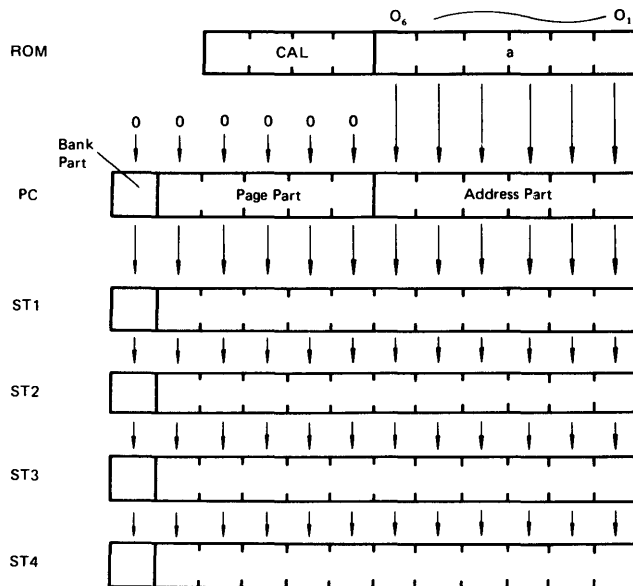 O₆ O₁
ROM CAL a
0 0 0 0 0 0
Bank
Part
PC Page Part Address Part
ST1
ST2
ST3
ST4